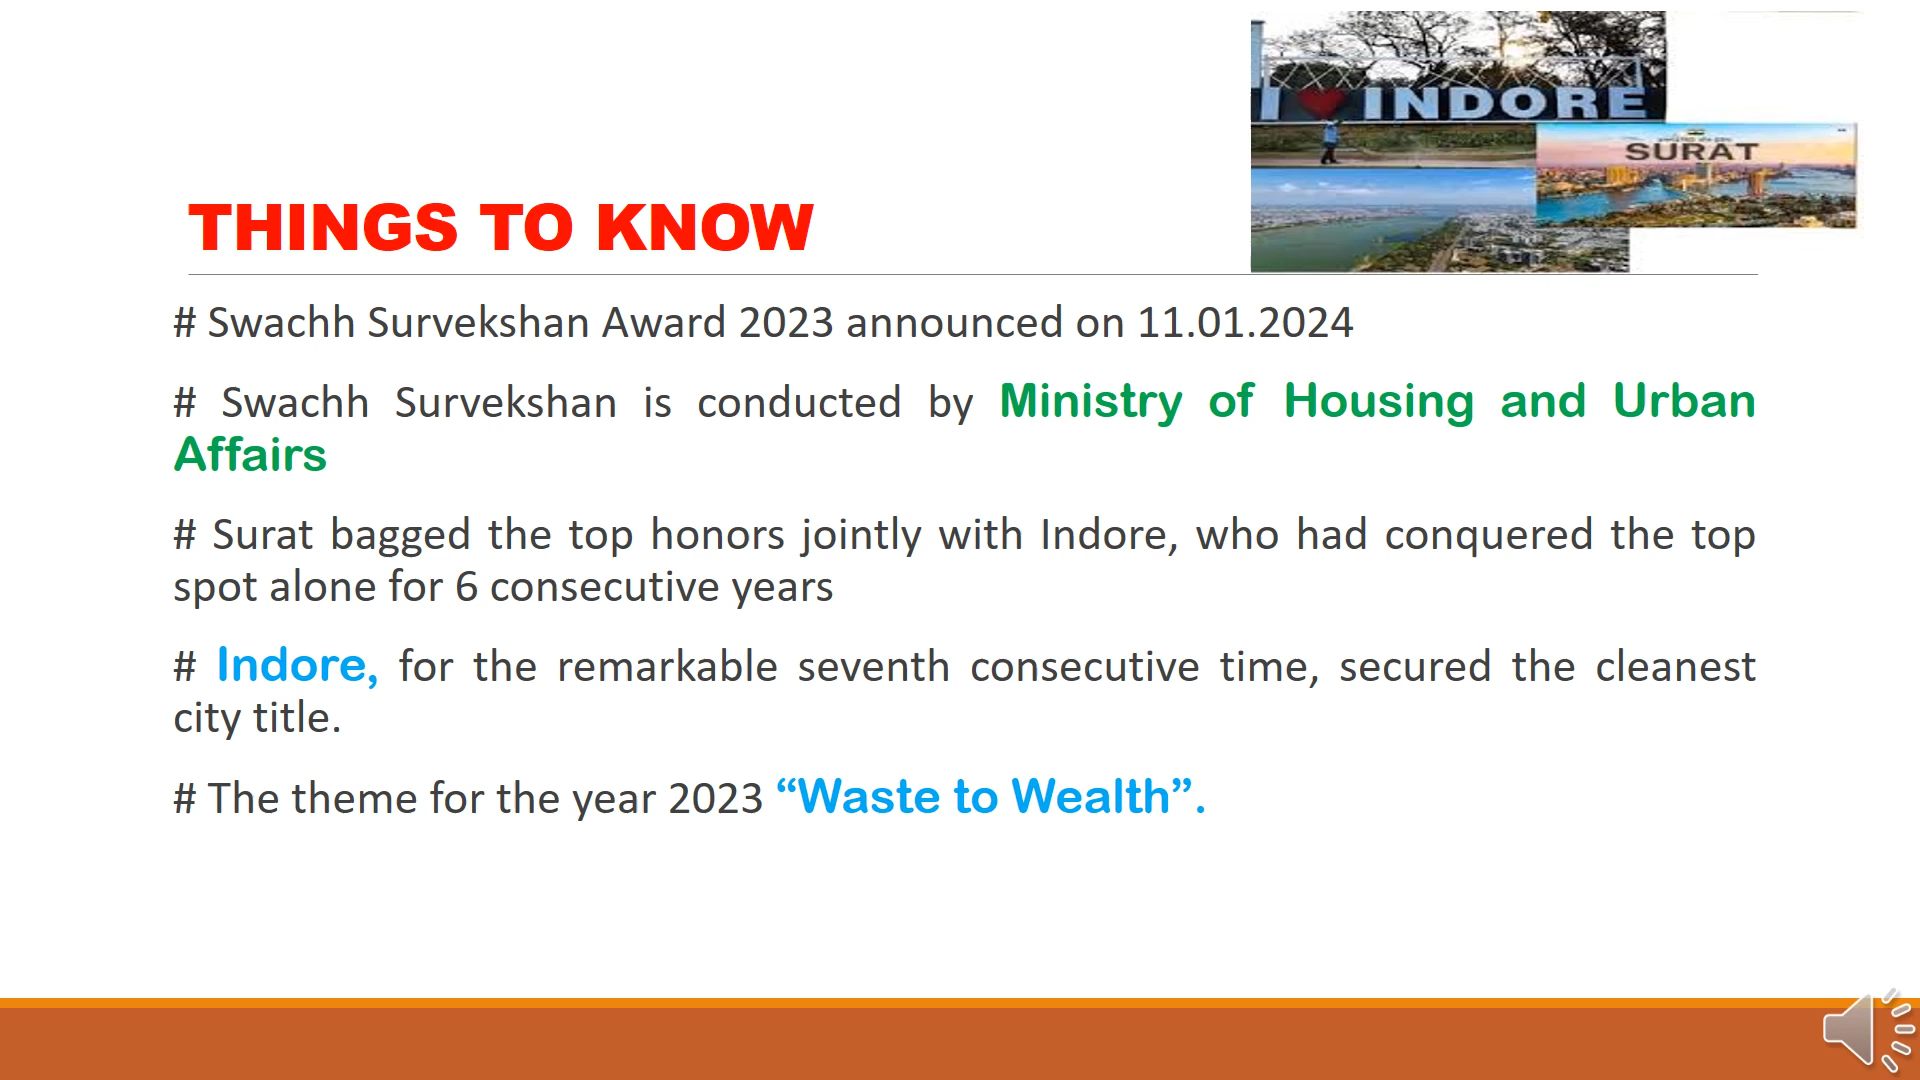 I ❤ INDORE
SURAT
THINGS TO KNOW
# Swachh Survekshan Award 2023 announced on 11.01.2024
# Swachh Survekshan is conducted by Ministry of Housing and Urban
Affairs
# Surat bagged the top honors jointly with Indore, who had conquered the top
spot alone for 6 consecutive years
# Indore, for the remarkable seventh consecutive time, secured the cleanest
city title.
# The theme for the year 2023 “Waste to Wealth”.